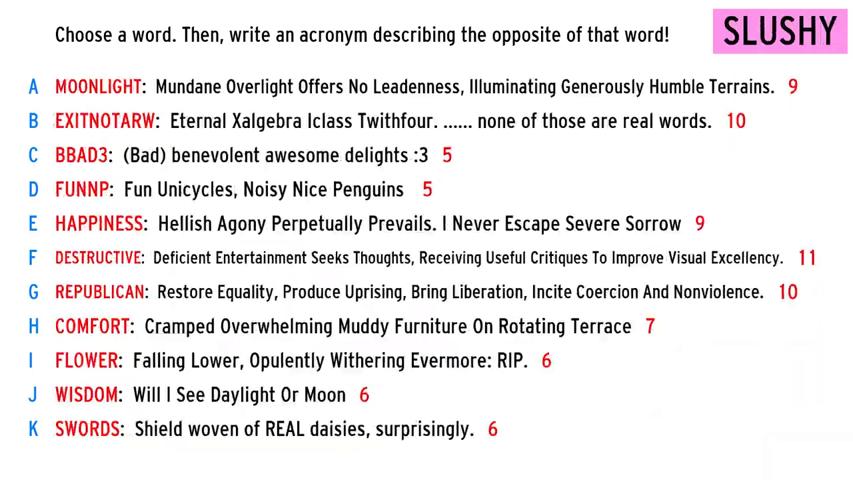 Choose a word. Then, write an acronym describing the opposite of that word!
SLUSHY
A MOONLIGHT: Mundane Overlight Offers No Leadenness, Illuminating Generously Humble Terrains. 9
B EXITNOTARW: Eternal Xalgebra Iclass Twithfour. ...... none of those are real words. 10
C BBAD3: (Bad) benevolent awesome delights :3 5
D FUNNP: Fun Unicycles, Noisy Nice Penguins 5
E HAPPINESS: Hellish Agony Perpetually Prevails. I Never Escape Severe Sorrow 9
F DESTRUCTIVE: Deficient Entertainment Seeks Thoughts, Receiving Useful Critiques To Improve Visual Excellency. 11
G REPUBLICAN: Restore Equality, Produce Uprising, Bring Liberation, Incite Coercion And Nonviolence. 10
H COMFORT: Cramped Overwhelming Muddy Furniture On Rotating Terrace 7
I FLOWER: Falling Lower, Opulently Withering Evermore: RIP. 6
J WISDOM: Will I See Daylight Or Moon 6
K SWORDS: Shield woven of REAL daisies, surprisingly. 6